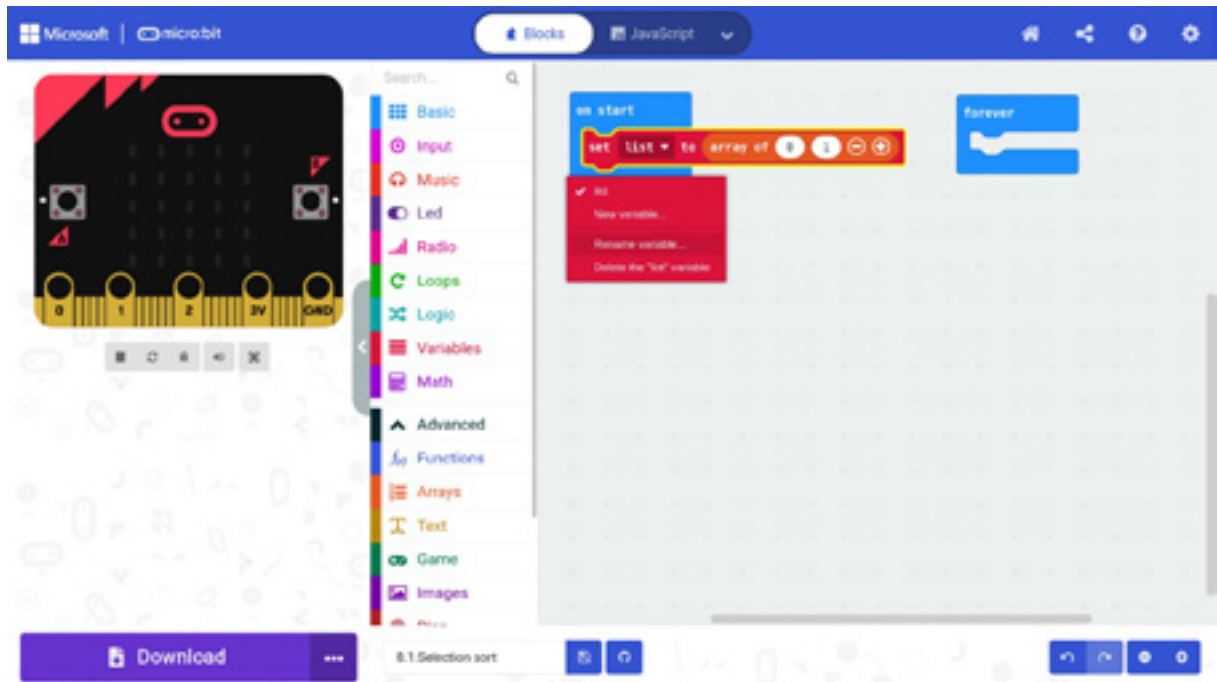 Microsoft | micro:bit
Blocks
JavaScript
Search...
Basic
Input
Music
Led
Radio
Loops
Logic
Variables
Math
Advanced
Functions
Arrays
Text
Game
Images
on start
set list to array of 0 1
list
New variable...
Rename variable...
Delete the "list" variable
forever
B
A
0 1 2 3V GND
Download
8.1.Selection sort